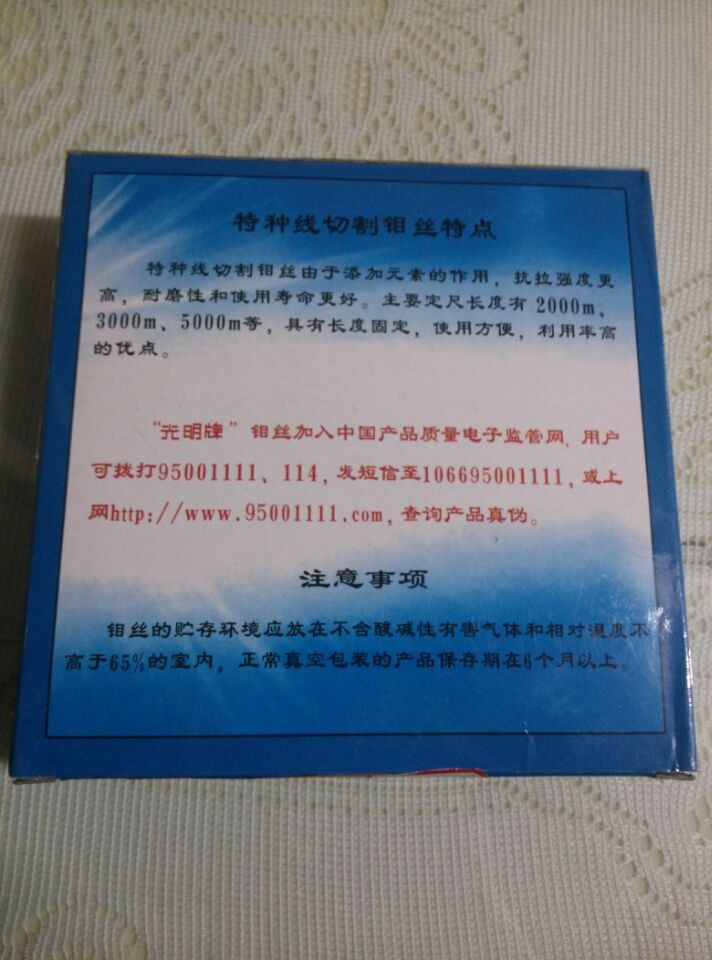 特种线切割钼丝特点
特种线切割钼丝由于添加元素的作用，抗拉强度更
高，耐磨性和使用寿命更好。主要定尺长度有 2000m、
3000m、5000m等，具有长度固定，使用方便，利用率高
的优点。
“光明牌”钼丝加入中国产品质量电子监管网，用户
可拨打95001111、114，发短信至106695001111，或上
网http://www.95001111.com，查询产品真伪。
注意事项
钼丝的贮存环境应放在不含酸碱性有害气体和相对湿度不
高于65%的室内，正常真空包装的产品保存期在6个月以上。